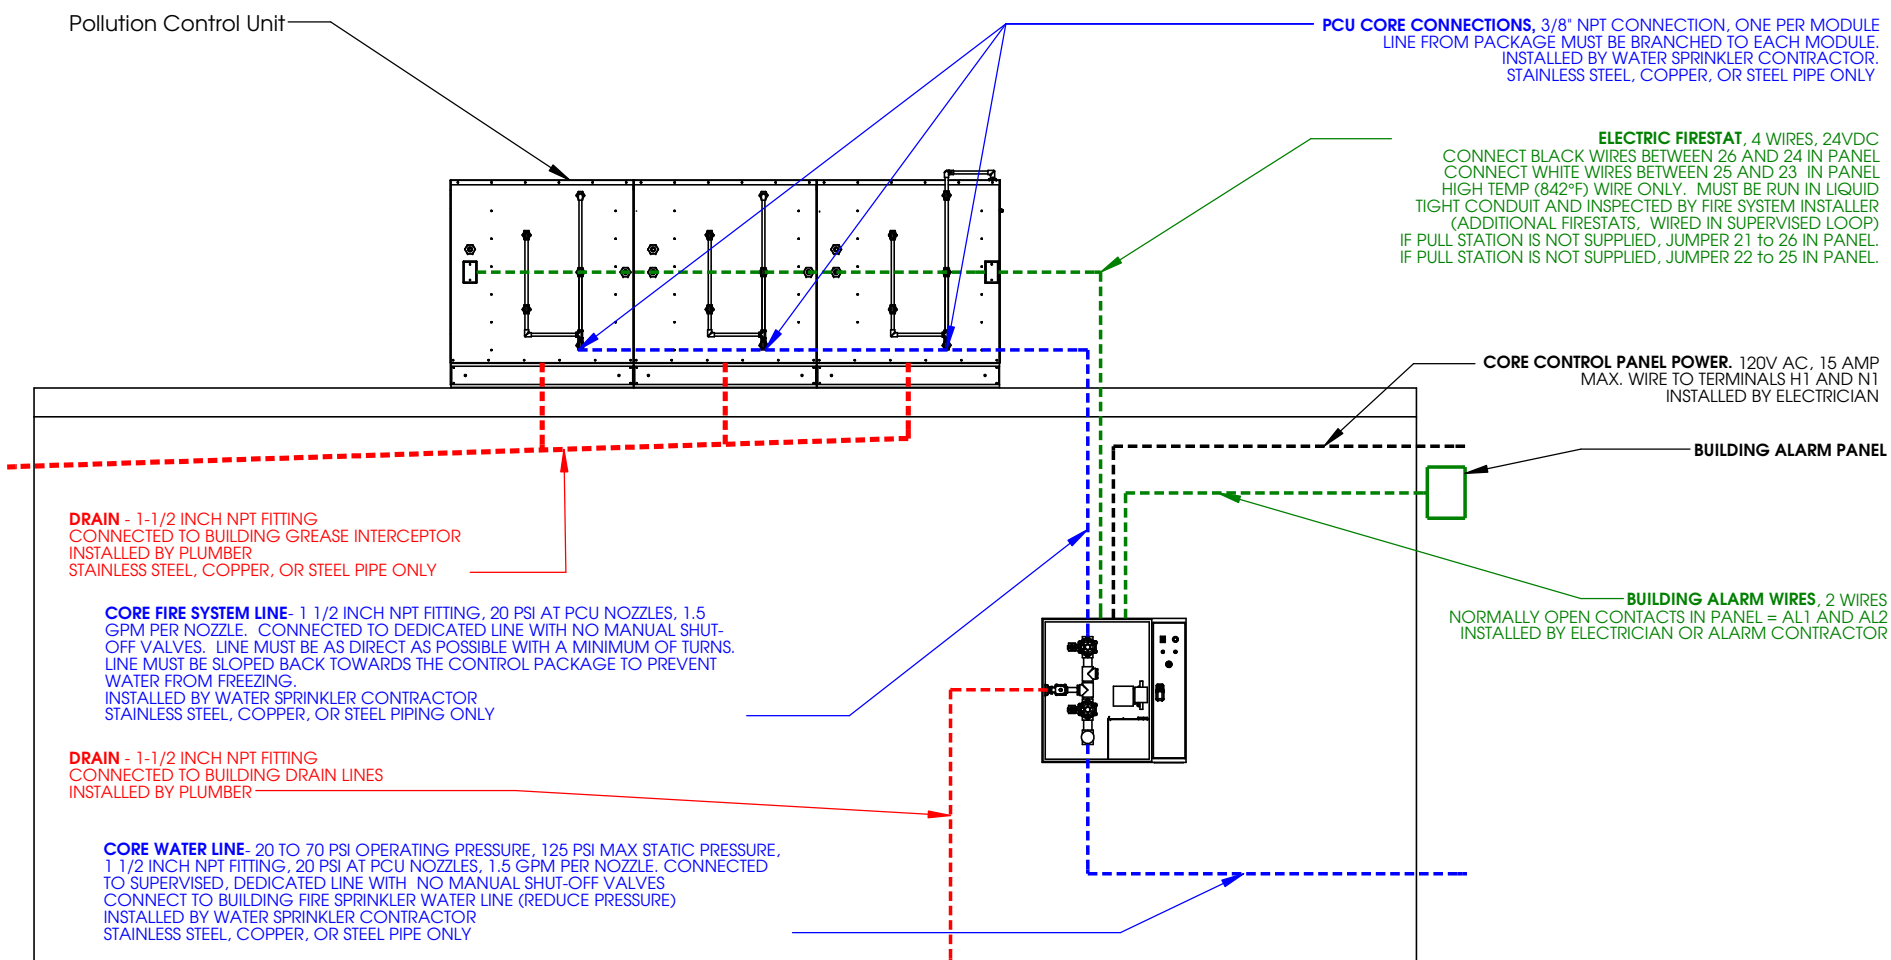 Pollution Control Unit
PCU CORE CONNECTIONS, 3/8" NPT CONNECTION, ONE PER MODULE
LINE FROM PACKAGE MUST BE BRANCHED TO EACH MODULE.
INSTALLED BY WATER SPRINKLER CONTRACTOR.
STAINLESS STEEL, COPPER, OR STEEL PIPE ONLY
ELECTRIC FIRESTAT, 4 WIRES, 24VDC
CONNECT BLACK WIRES BETWEEN 26 AND 24 IN PANEL
CONNECT WHITE WIRES BETWEEN 25 AND 23 IN PANEL
HIGH TEMP (842°F) WIRE ONLY. MUST BE RUN IN LIQUID
TIGHT CONDUIT AND INSPECTED BY FIRE SYSTEM INSTALLER
(ADDITIONAL FIRESTATS, WIRED IN SUPERVISED LOOP)
IF PULL STATION IS NOT SUPPLIED, JUMPER 21 to 26 IN PANEL.
IF PULL STATION IS NOT SUPPLIED, JUMPER 22 to 25 IN PANEL.
CORE CONTROL PANEL POWER. 120V AC, 15 AMP
MAX. WIRE TO TERMINALS H1 AND N1
INSTALLED BY ELECTRICIAN
BUILDING ALARM PANEL
DRAIN - 1-1/2 INCH NPT FITTING
CONNECTED TO BUILDING GREASE INTERCEPTOR
INSTALLED BY PLUMBER
STAINLESS STEEL, COPPER, OR STEEL PIPE ONLY
BUILDING ALARM WIRES, 2 WIRES
NORMALLY OPEN CONTACTS IN PANEL = AL1 AND AL2
INSTALLED BY ELECTRICIAN OR ALARM CONTRACTOR
CORE FIRE SYSTEM LINE- 1 1/2 INCH NPT FITTING, 20 PSI AT PCU NOZZLES, 1.5
GPM PER NOZZLE. CONNECTED TO DEDICATED LINE WITH NO MANUAL SHUT-
OFF VALVES. LINE MUST BE AS DIRECT AS POSSIBLE WITH A MINIMUM OF TURNS.
LINE MUST BE SLOPED BACK TOWARDS THE CONTROL PACKAGE TO PREVENT
WATER FROM FREEZING.
INSTALLED BY WATER SPRINKLER CONTRACTOR
STAINLESS STEEL, COPPER, OR STEEL PIPING ONLY
DRAIN - 1-1/2 INCH NPT FITTING
CONNECTED TO BUILDING DRAIN LINES
INSTALLED BY PLUMBER
CORE WATER LINE- 20 TO 70 PSI OPERATING PRESSURE, 125 PSI MAX STATIC PRESSURE,
1 1/2 INCH NPT FITTING, 20 PSI AT PCU NOZZLES, 1.5 GPM PER NOZZLE. CONNECTED
TO SUPERVISED, DEDICATED LINE WITH NO MANUAL SHUT-OFF VALVES
CONNECT TO BUILDING FIRE SPRINKLER WATER LINE (REDUCE PRESSURE)
INSTALLED BY WATER SPRINKLER CONTRACTOR
STAINLESS STEEL, COPPER, OR STEEL PIPE ONLY